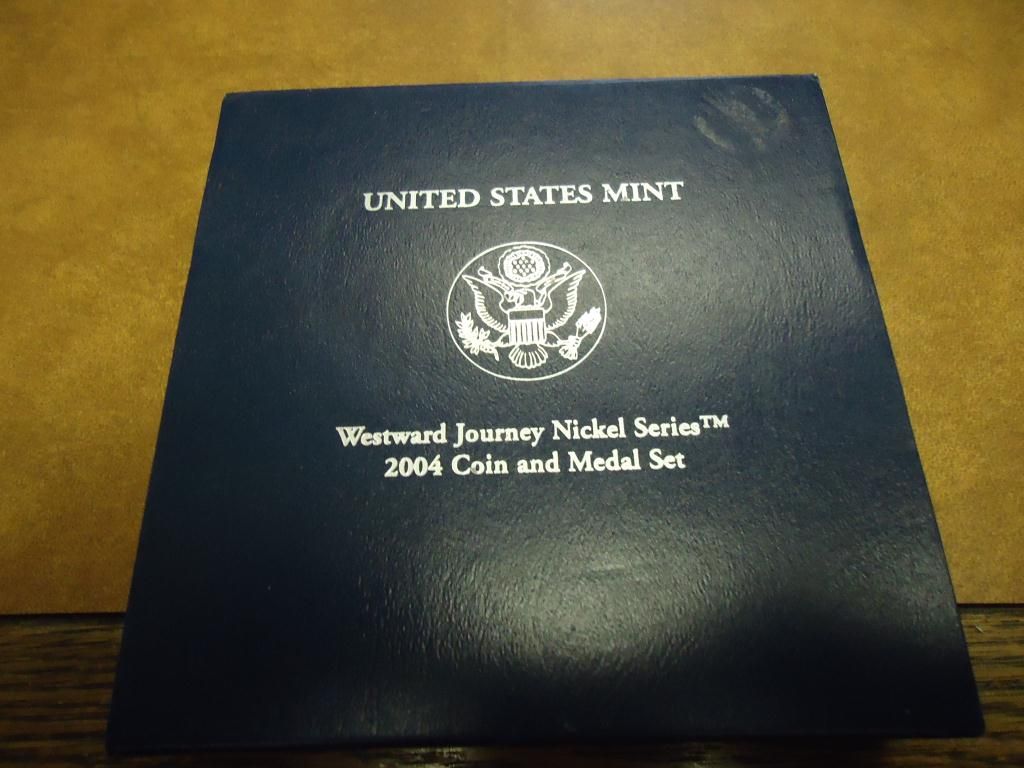 UNITED STATES MINT
Westward Journey Nickel Series™
2004 Coin and Medal Set